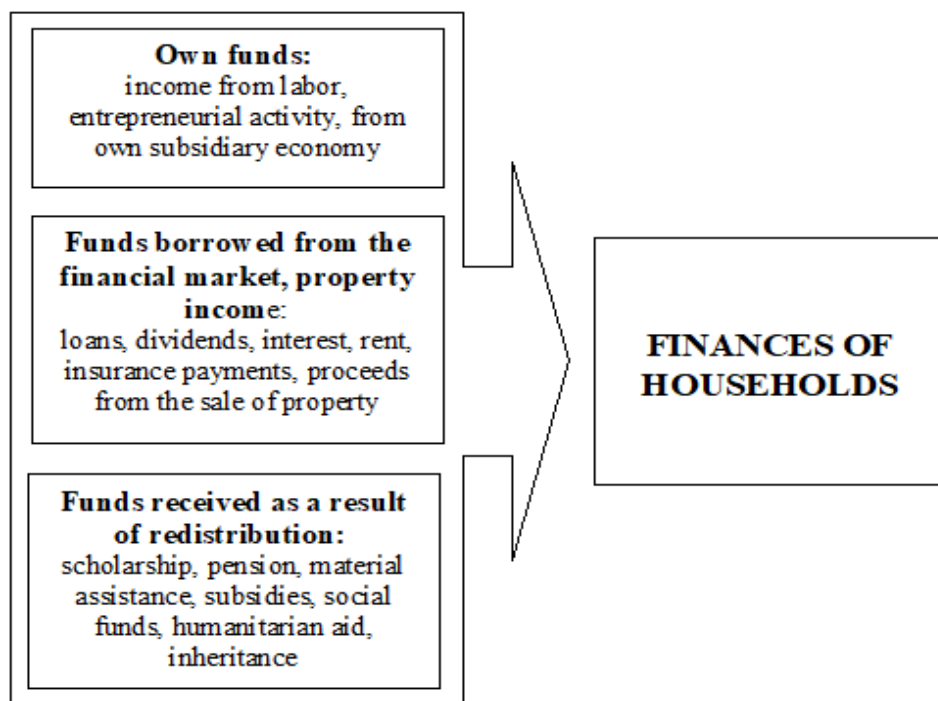 Own funds:
income from labor,
entrepreneurial activity, from
own subsidiary economy
Funds borrowed from the
financial market, property
income:
loans, dividends, interest, rent,
insurance payments, proceeds
from the sale of property
Funds received as a result
of redistribution:
scholarship, pension, material
assistance, subsidies, social
funds, humanitarian aid,
inheritance
FINANCES OF
HOUSEHOLDS